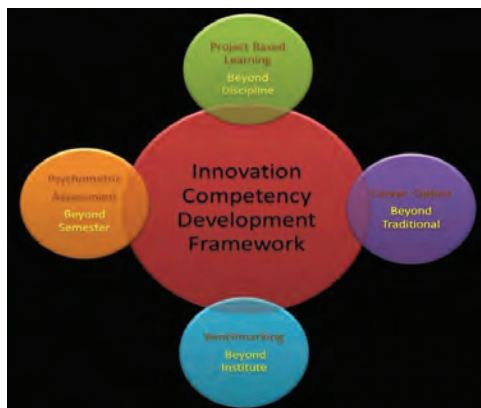 Project Based
Learning
Beyond
Discipline
Psychometric
Assessment
Beyond
Semester
Innovation
Competency
Development
Framework
Career
Beyond
Traditional
Benchmarking
Beyond
Institute